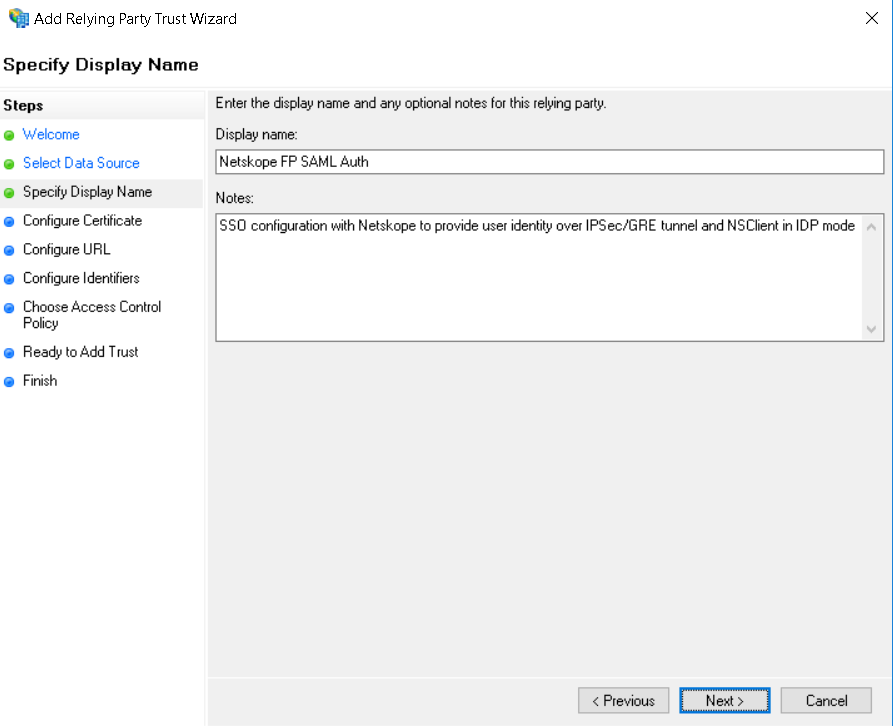 Add Relying Party Trust Wizard
Specify Display Name
Steps
Welcome
Select Data Source
Specify Display Name
Configure Certificate
Configure URL
Configure Identifiers
Choose Access Control
Policy
Ready to Add Trust
Finish
Enter the display name and any optional notes for this relying party.
Display name:
Netskope FP SAML Auth
Notes:
SSO configuration with Netskope to provide user identity over IPSec/GRE tunnel and NSClient in IDP mode
< Previous
Next >
Cancel